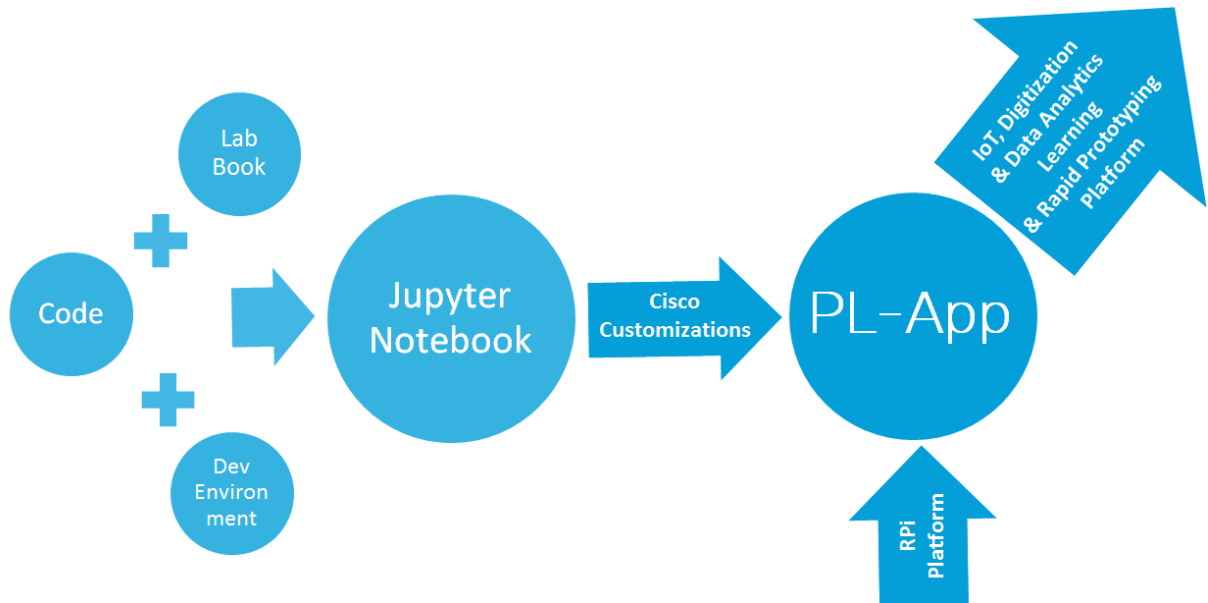 Lab
Book
Code
Dev
Environ
ment
Jupyter
Notebook
Cisco
Customizations
PL-App
RPi
Platform
IoT, Digitization
& Data Analytics
Learning
& Rapid Prototyping
Platform